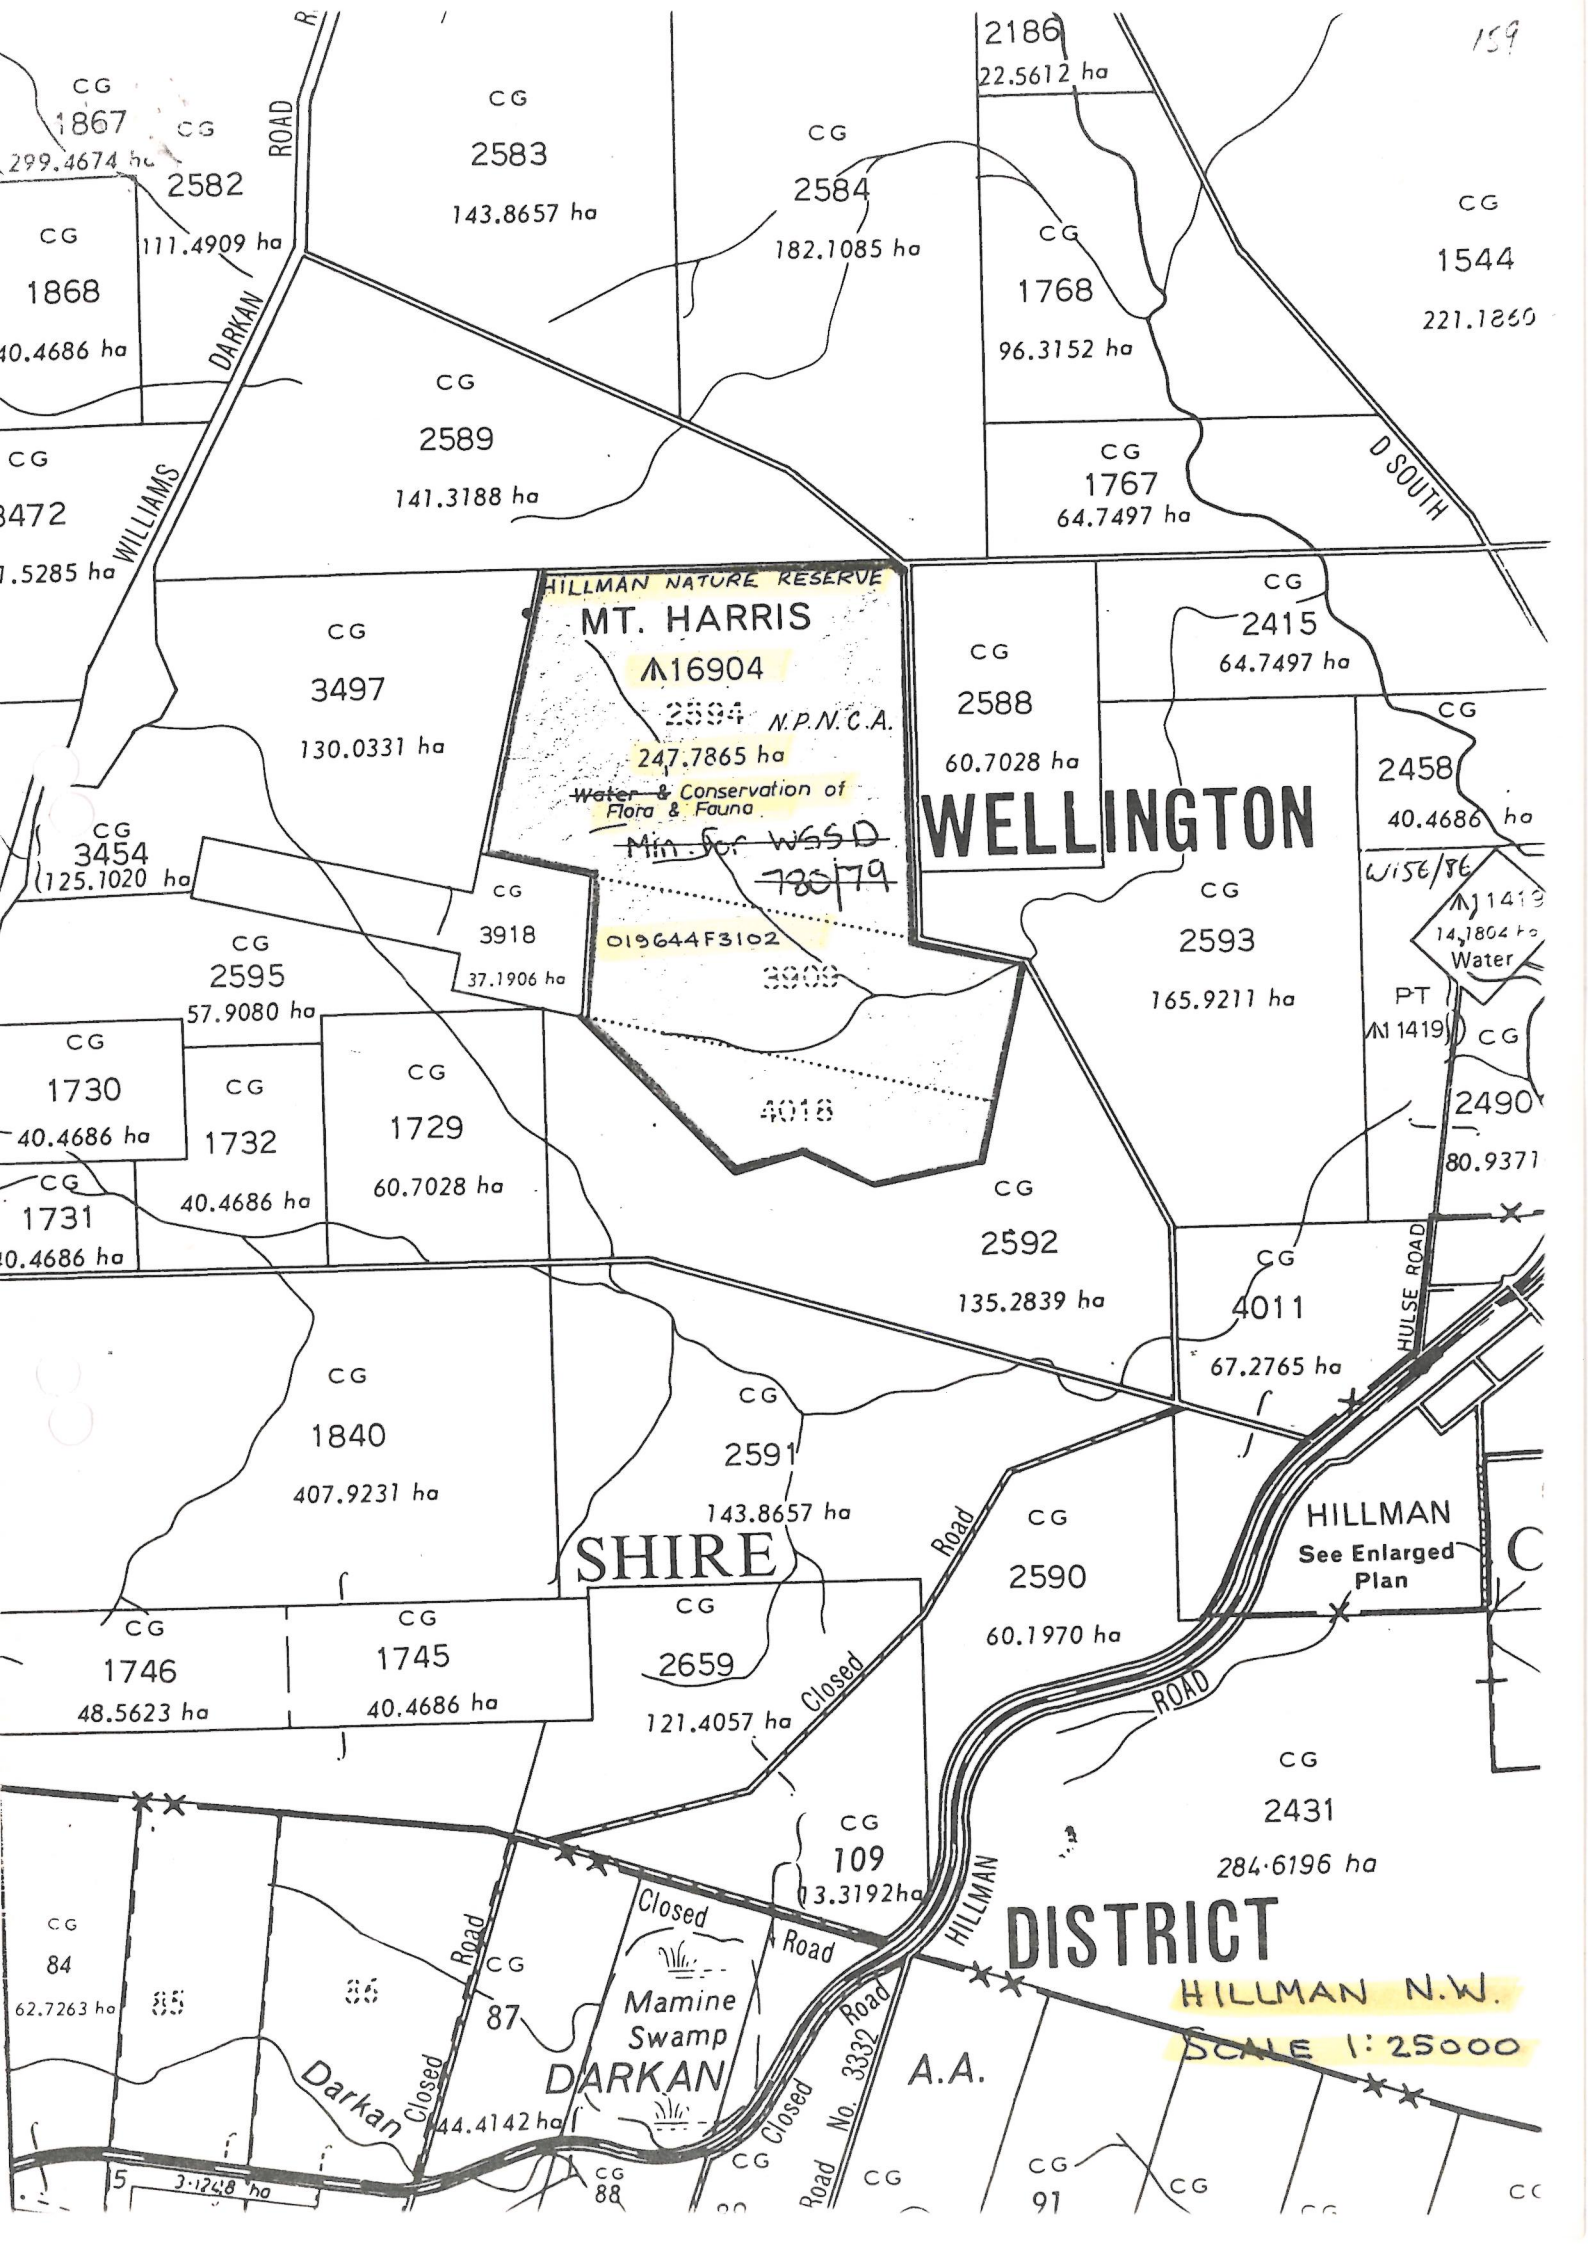 159
R
ROAD
DARKAN
WILLIAMS
CG
1867
299.4674 ha
CG
2582
111.4909 ha
CG
1868
40.4686 ha
CG
2583
143.8657 ha
CG
2584
182.1085 ha
2186
22.5612 ha
CG
1768
96.3152 ha
CG
1544
221.1860
CG
3472
1.5285 ha
CG
2589
141.3188 ha
CG
1767
64.7497 ha
D SOUTH
HILLMAN NATURE RESERVE
MT. HARRIS
16904
2594 N.P.N.C.A.
247.7865 ha
Water & Conservation of
Flora & Fauna
Min. for WSSD
780/79
019644F3102
3909
4018
CG
3497
130.0331 ha
CG
2588
60.7028 ha
CG
2415
64.7497 ha
WELLINGTON
CG
2458
40.4686 ha
CG
3454
(125.1020 ha
CG
3918
37.1906 ha
CG
2593
165.9211 ha
1419
14.1804 ha
Water
PT
1419
CG
2490
80.9371
CG
2595
57.9080 ha
CG
1730
40.4686 ha
CG
1732
40.4686 ha
CG
1729
60.7028 ha
CG
1731
40.4686 ha
CG
2592
135.2839 ha
CG
4011
67.2765 ha
HULSE ROAD
CG
1840
407.9231 ha
CG
2591
143.8657 ha
SHIRE
Road
Closed
CG
2590
60.1970 ha
HILLMAN
See Enlarged
Plan
C
CG
1746
48.5623 ha
CG
1745
40.4686 ha
CG
2659
121.4057 ha
ROAD
HILLMAN
CG
109
13.3192ha
CG
2431
284.6196 ha
DISTRICT
HILLMAN N.W.
SCALE 1:25000
CG
84
62.7263 ha
85
86
Road
Closed
CG
87
44.4142 ha
Closed
Road
Mamine
Swamp
DARKAN
Darkan
Road
Closed
No. 3332
Road
A.A.
5
3.1248 ha
CG
88
CG
CG
CG
91
CG
CG